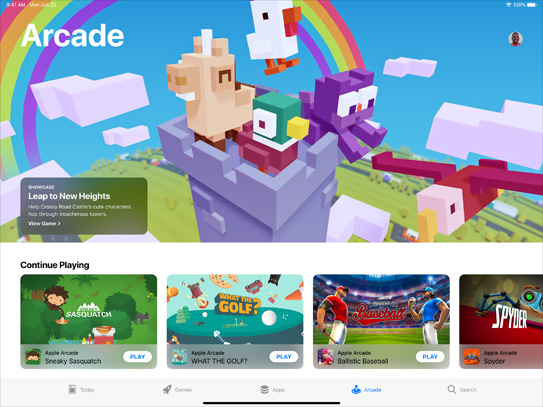 9:41 AM Mon Jun 22
100%
Arcade
SHOWCASE
Leap to New Heights
Help Crossy Road Castle's cute characters
hop through treacherous towers.
View Game >
Continue Playing
SNEAKY
SASQUATCH
WHAT THE
GOLF?
Baseball
SPYDER
Apple Arcade
Sneaky Sasquatch
PLAY
Apple Arcade
WHAT THE GOLF?
PLAY
Apple Arcade
Ballistic Baseball
PLAY
Apple Arcade
Spyder
Today
Games
Apps
Arcade
Search